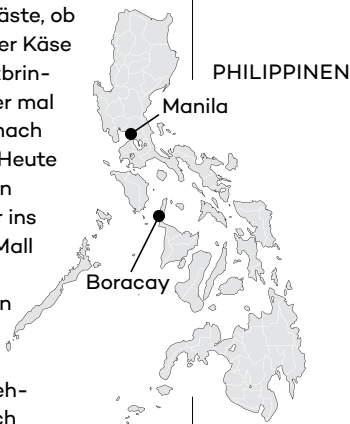 äste, ob
er Käse
brin-
er mal
nach
Heute
n
r ins
Mall
n
eh-
ch
PHILIPPINEN
Manila
Boracay